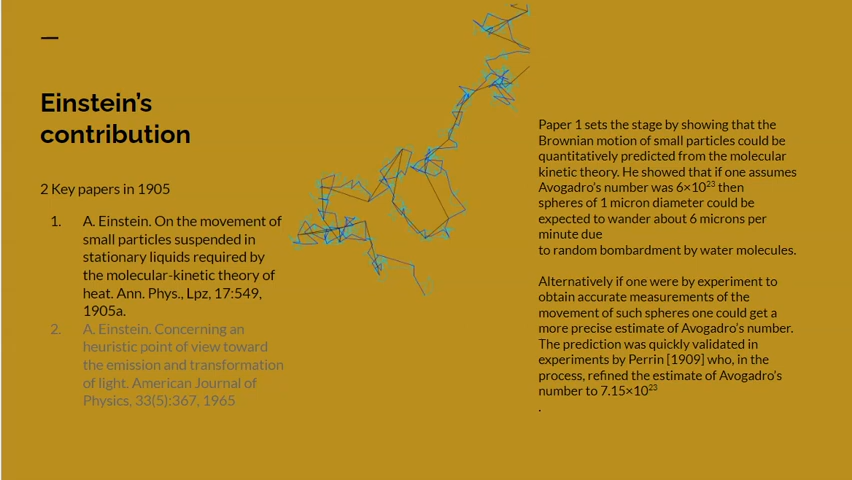 Einstein's
contribution
2 Key papers in 1905
1. A. Einstein. On the movement of
small particles suspended in
stationary liquids required by
the molecular-kinetic theory of
heat. Ann. Phys., Lpz, 17:549,
1905a.
2. A. Einstein. Concerning an
heuristic point of view toward
the emission and transformation
of light. American Journal of
Physics, 33(5):367, 1965
Paper 1 sets the stage by showing that the
Brownian motion of small particles could be
quantitatively predicted from the molecular
kinetic theory. He showed that if one assumes
Avogadro's number was 6×10²³ then
spheres of 1 micron diameter could be
expected to wander about 6 microns per
minute due
to random bombardment by water molecules.
Alternatively if one were by experiment to
obtain accurate measurements of the
movement of such spheres one could get a
more precise estimate of Avogadro's number.
The prediction was quickly validated in
experiments by Perrin [1909] who, in the
process, refined the estimate of Avogadro's
number to 7.15×10²³
.